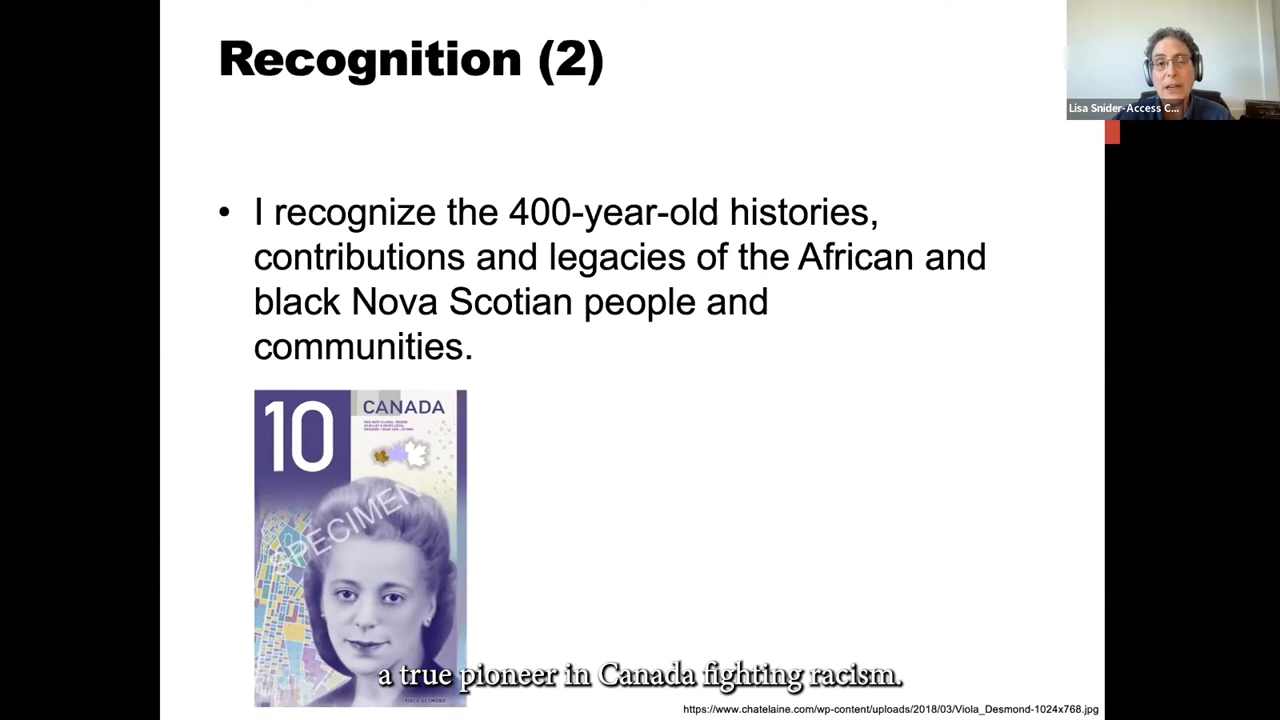 Recognition (2)
Lisa Snider-Access C...
• I recognize the 400-year-old histories,
contributions and legacies of the African and
black Nova Scotian people and
communities.
10
CANADA
SPECIMEN
VIOLA DESMOND
a true pioneer in Canada fighting racism.
https://www.chatelaine.com/wp-content/uploads/2018/03/Viola_Desmond-1024x768.jpg